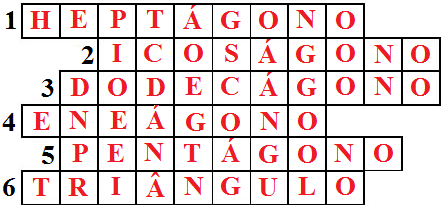 1 HEPTÁGONO
2 ICOSÁGONO
3 DODECÁGONO
4 ENEÁGONO
5 PENTÁGONO
6 TRIÂNGULO